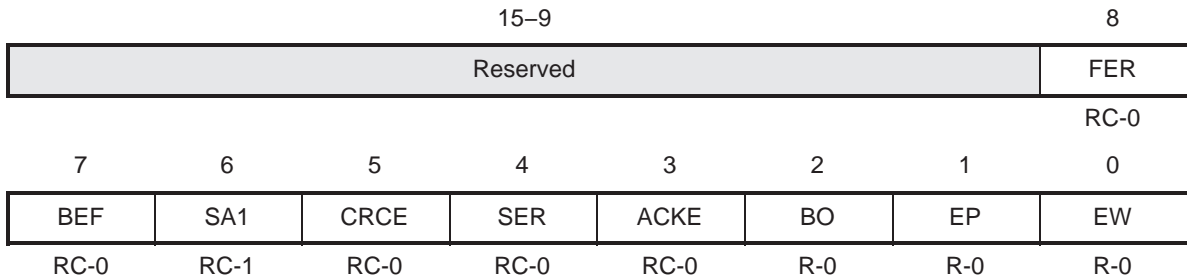 15–9 8
Reserved FER
RC-0
7 6 5 4 3 2 1 0
BEF SA1 CRCE SER ACKE BO EP EW
RC-0 RC-1 RC-0 RC-0 RC-0 R-0 R-0 R-0